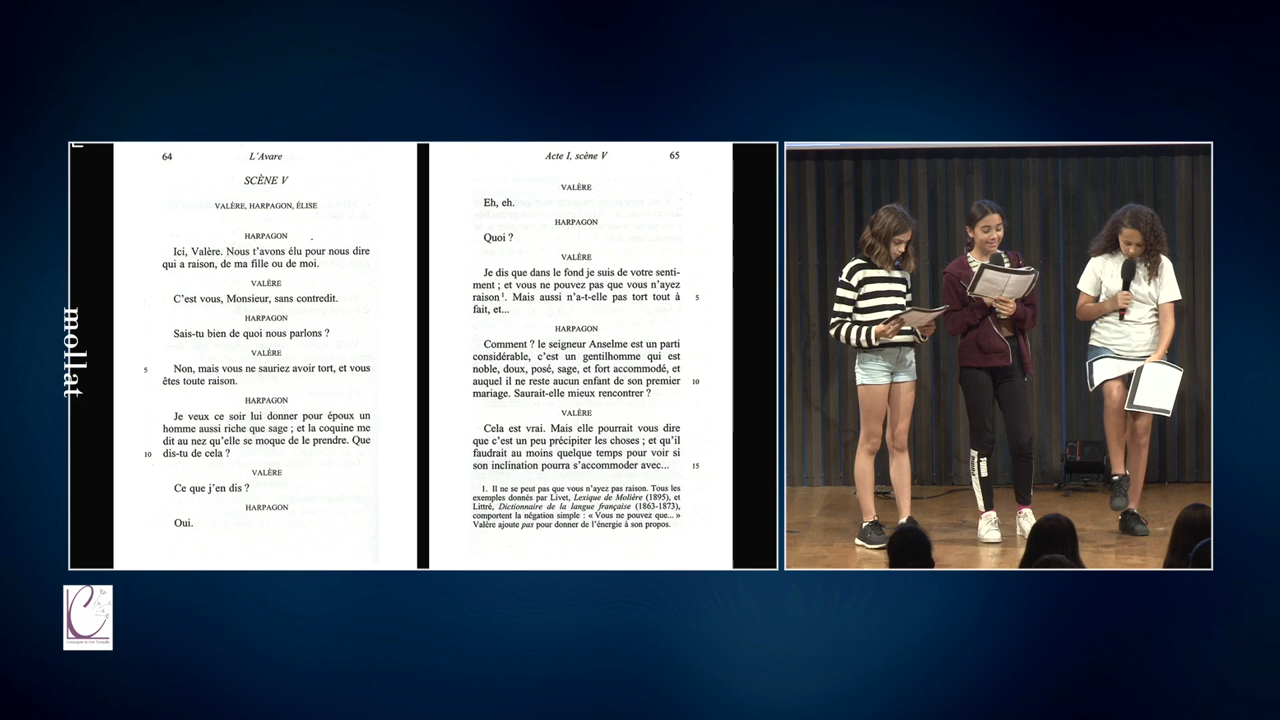 64 L'Avare
SCÈNE V
VALÈRE, HARPAGON, ÉLISE
HARPAGON
Ici, Valère. Nous t'avons élu pour nous dire
qui a raison, de ma fille ou de moi.
VALÈRE
C'est vous, Monsieur, sans contredit.
HARPAGON
Sais-tu bien de quoi nous parlons ?
VALÈRE
5 Non, mais vous ne sauriez avoir tort, et vous
êtes toute raison.
HARPAGON
Je veux ce soir lui donner pour époux un
homme aussi riche que sage ; et la coquine me
dit au nez qu'elle se moque de le prendre. Que
10 dis-tu de cela ?
VALÈRE
Ce que j'en dis ?
HARPAGON
Oui.
Acte I, scène V 65
VALÈRE
Eh, eh.
HARPAGON
Quoi ?
VALÈRE
Je dis que dans le fond je suis de votre senti-
ment ; et vous ne pouvez pas que vous n'ayez
raison1. Mais aussi n'a-t-elle pas tort tout à 5
fait, et...
HARPAGON
Comment ? le seigneur Anselme est un parti
considérable, c'est un gentilhomme qui est
noble, doux, posé, sage, et fort accommodé, et
auquel il ne reste aucun enfant de son premier 10
mariage. Saurait-elle mieux rencontrer ?
VALÈRE
Cela est vrai. Mais elle pourrait vous dire
que c'est un peu précipiter les choses ; et qu'il
faudrait au moins quelque temps pour voir si
son inclination pourra s'accommoder avec... 15
1. Il ne se peut pas que vous n'ayez pas raison. Tous les
exemples donnés par Livet, Lexique de Molière (1895), et
Littré, Dictionnaire de la langue française (1863-1873),
comportent la négation simple : « Vous ne pouvez que... »
Valère ajoute pas pour donner de l'énergie à son propos.
mollat